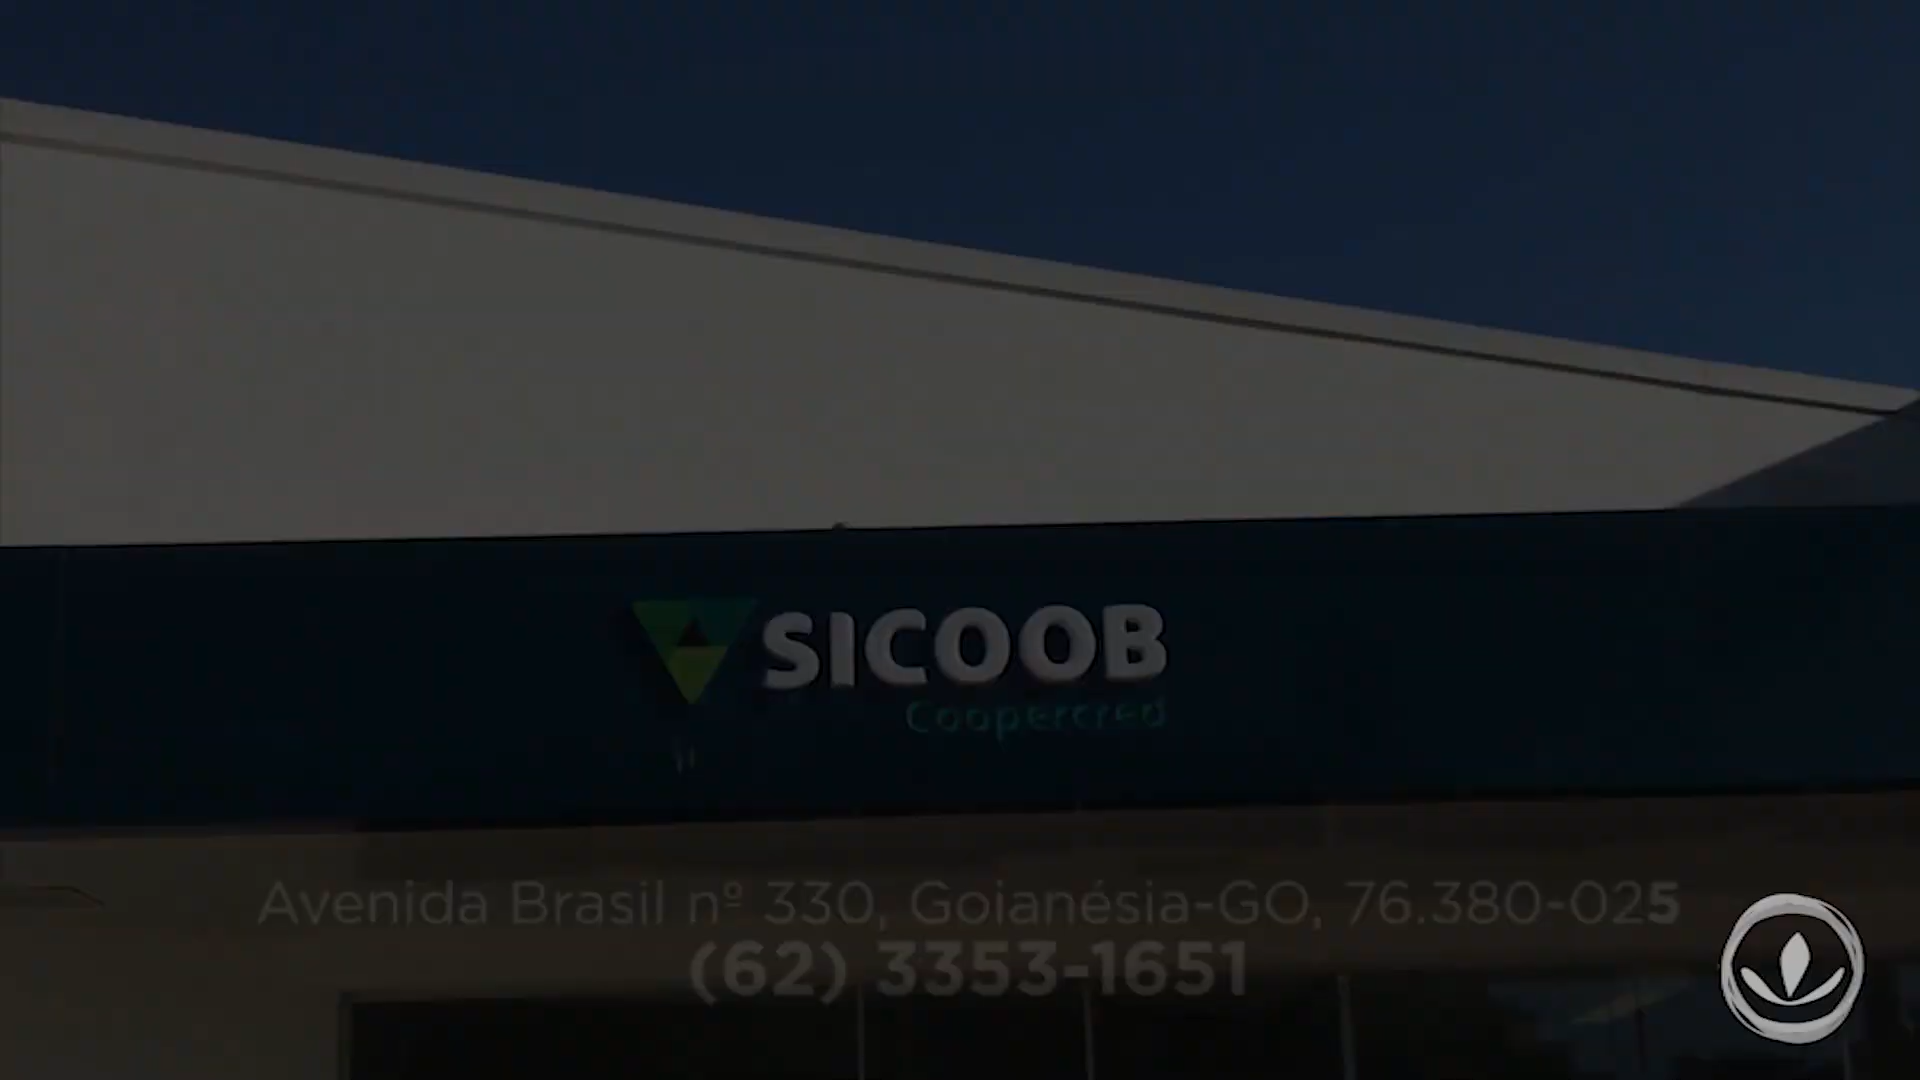 SICOOB
Coopercred
Avenida Brasil nº 330, Goianésia-GO, 76.380-025
(62) 3353-1651